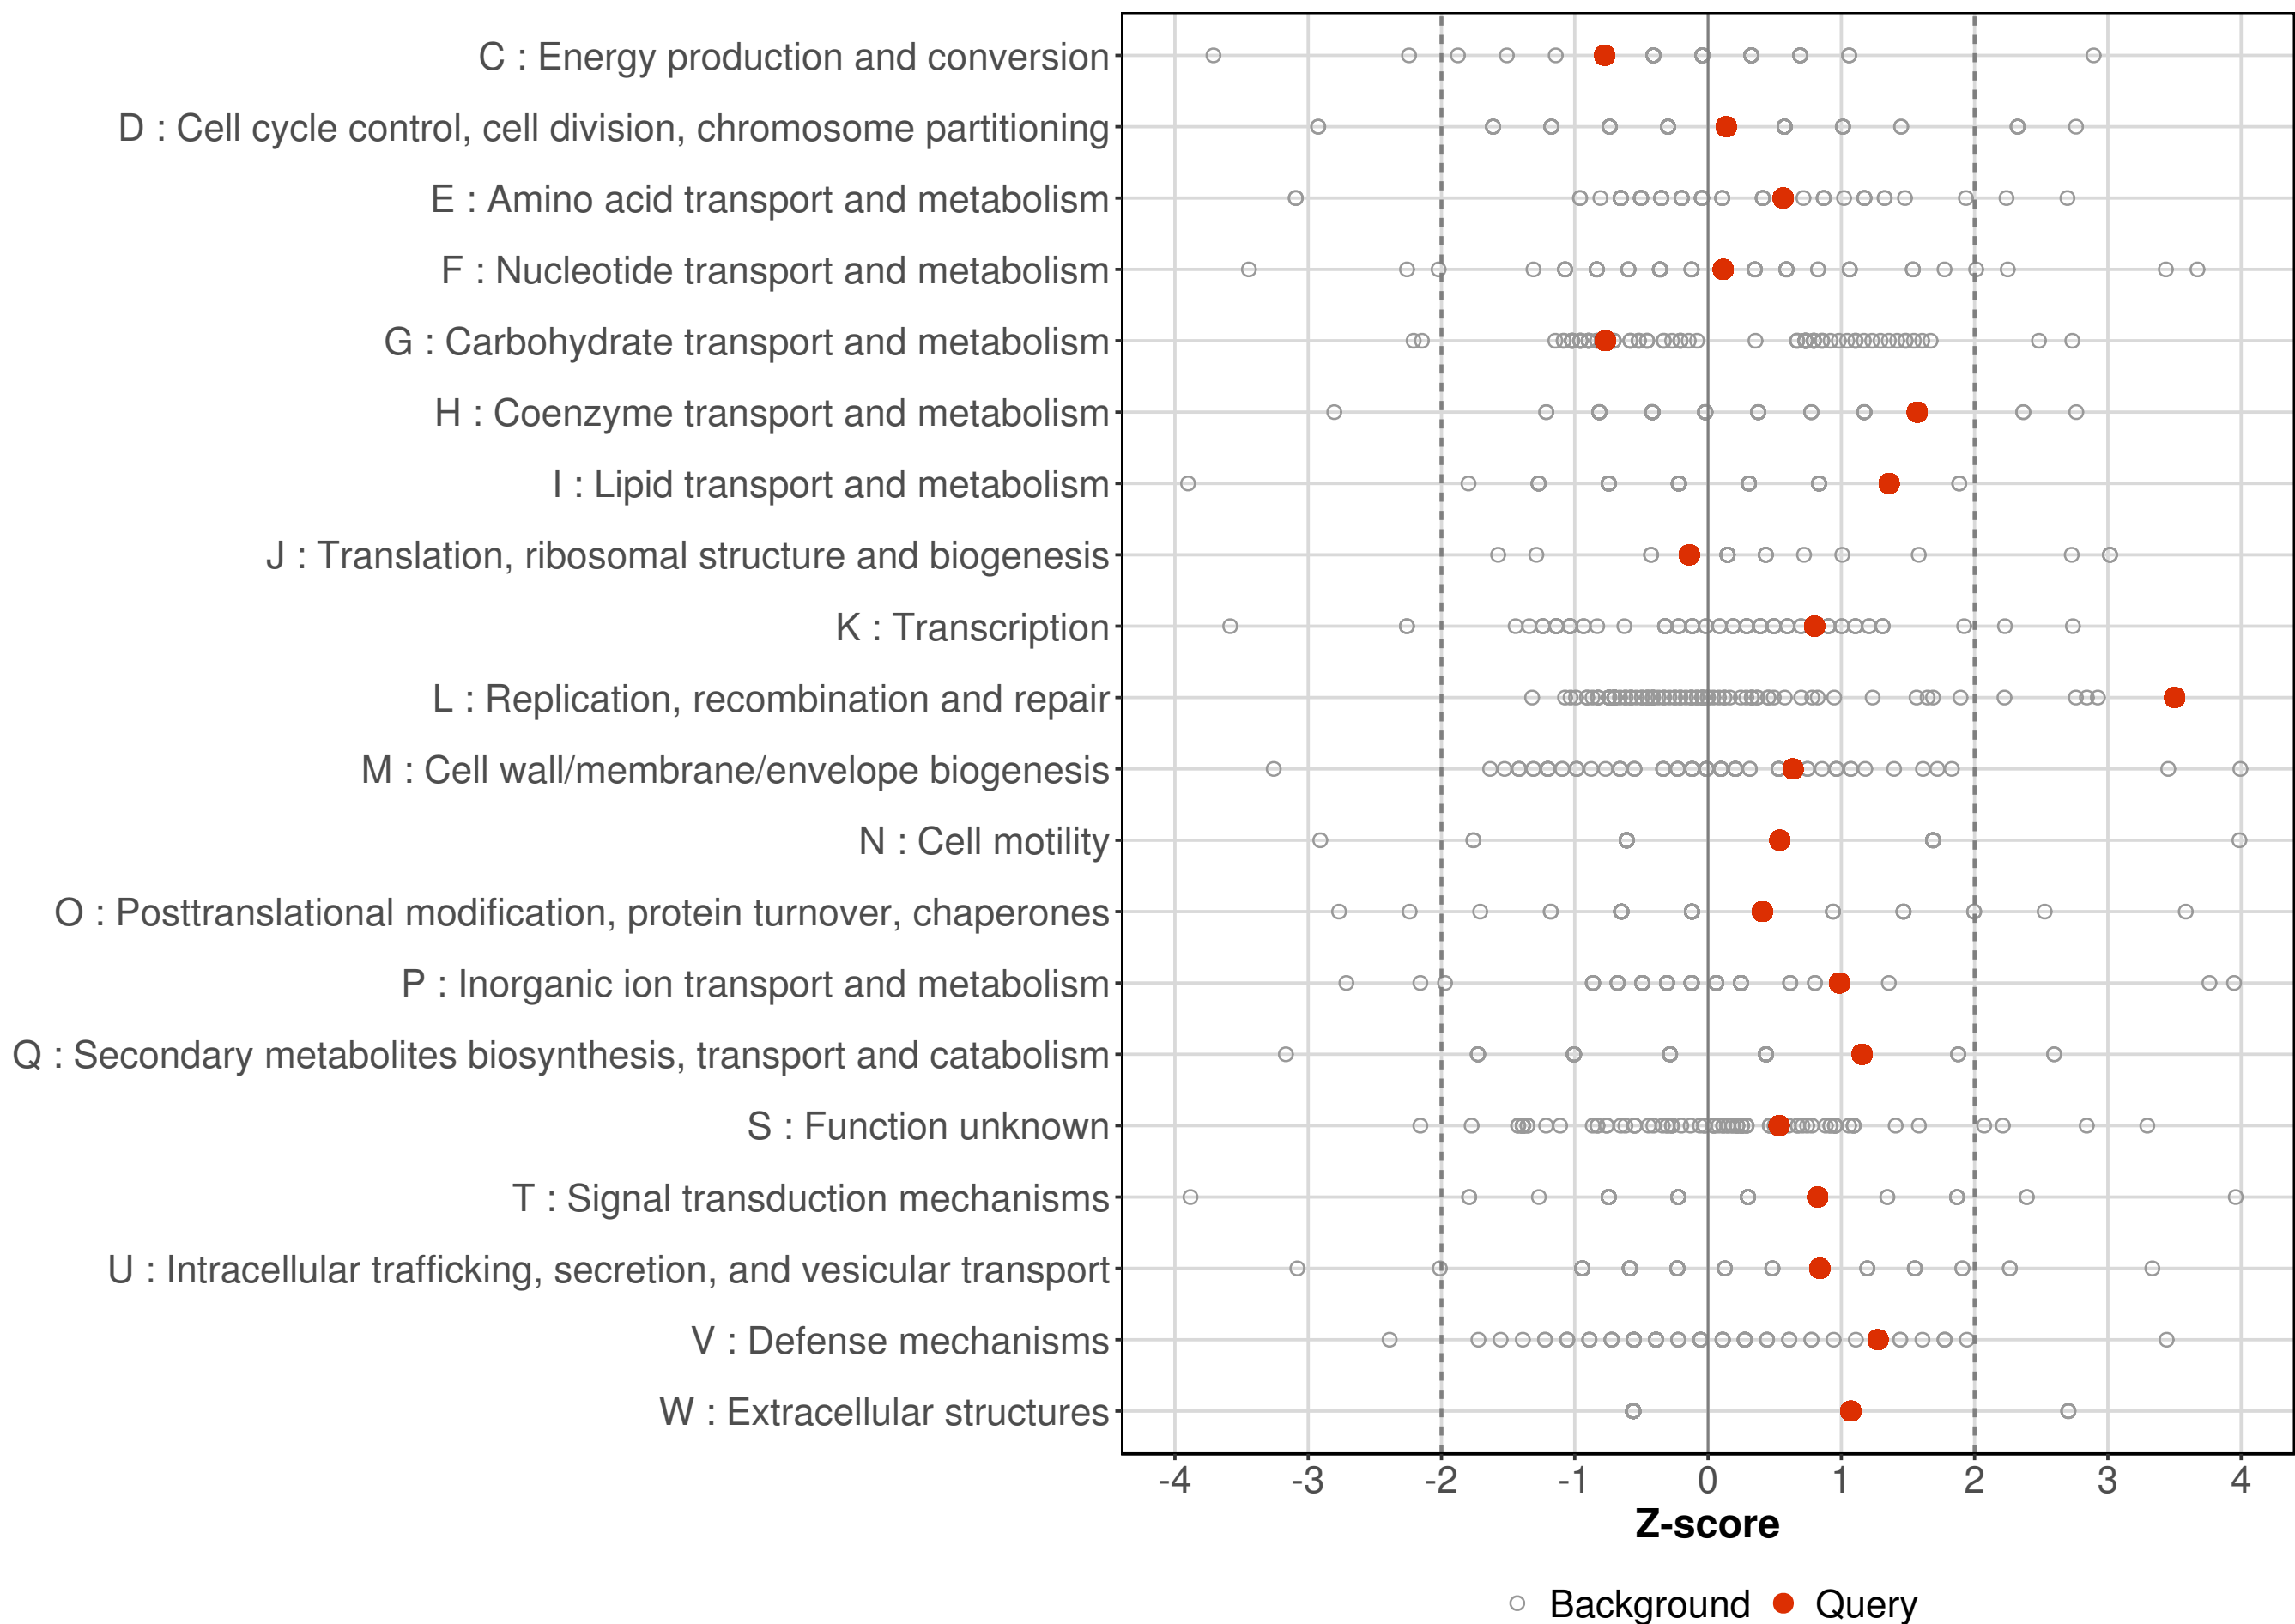 C : Energy production and conversion
D : Cell cycle control, cell division, chromosome partitioning
E : Amino acid transport and metabolism
F : Nucleotide transport and metabolism
G : Carbohydrate transport and metabolism
H : Coenzyme transport and metabolism
I : Lipid transport and metabolism
J : Translation, ribosomal structure and biogenesis
K : Transcription
L : Replication, recombination and repair
M : Cell wall/membrane/envelope biogenesis
N : Cell motility
O : Posttranslational modification, protein turnover, chaperones
P : Inorganic ion transport and metabolism
Q : Secondary metabolites biosynthesis, transport and catabolism
S : Function unknown
T : Signal transduction mechanisms
U : Intracellular trafficking, secretion, and vesicular transport
V : Defense mechanisms
W : Extracellular structures
-4 -3 -2 -1 0 1 2 3 4
Z-score
Background Query